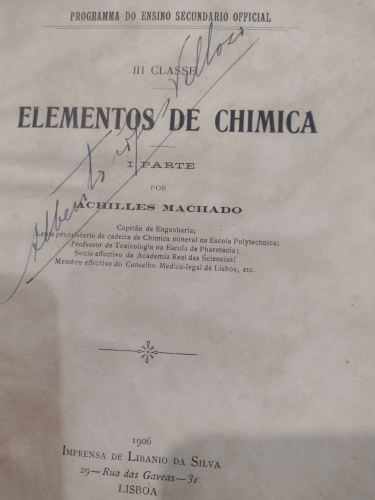 PROGRAMMA DO ENSINO SECUNDARIO OFFICIAL
III CLASSE
ELEMENTOS DE CHIMICA
I PARTE
POR
ACHILLES MACHADO
Capitão de Engenharia;
Lente proprietario da cadeira de Chimica mineral na Escola Polytechnica;
Professor de Toxicologia na Escola de Pharmacia;
Socio effectivo da Academia Real das Sciencias;
Membro effectivo do Conselho Medico-legal de Lisboa, etc.
Alberto Velloso
1906
IMPRENSA DE LIBANIO DA SILVA
29—Rua das Gaveas—31
LISBOA